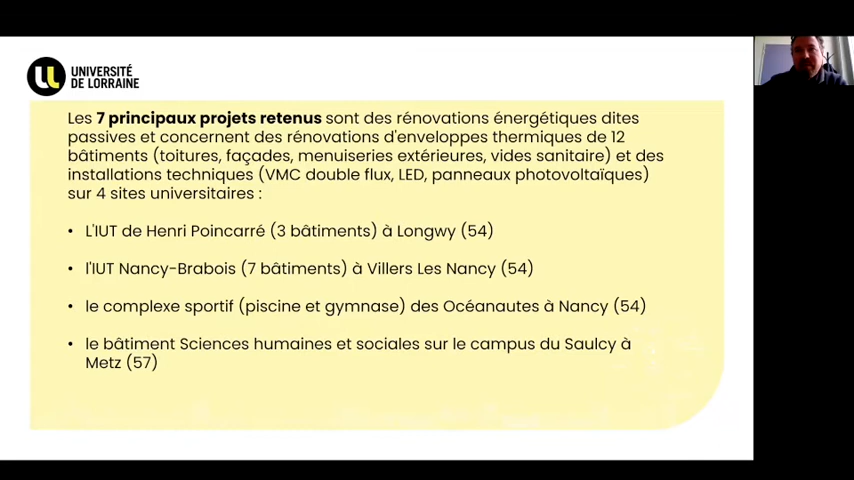 UNIVERSITÉ
DE LORRAINE
Les 7 principaux projets retenus sont des rénovations énergétiques dites
passives et concernent des rénovations d'enveloppes thermiques de 12
bâtiments (toitures, façades, menuiseries extérieures, vides sanitaire) et des
installations techniques (VMC double flux, LED, panneaux photovoltaïques)
sur 4 sites universitaires :
• L'IUT de Henri Poincarré (3 bâtiments) à Longwy (54)
• l'IUT Nancy-Brabois (7 bâtiments) à Villers Les Nancy (54)
• le complexe sportif (piscine et gymnase) des Océanautes à Nancy (54)
• le bâtiment Sciences humaines et sociales sur le campus du Saulcy à
Metz (57)